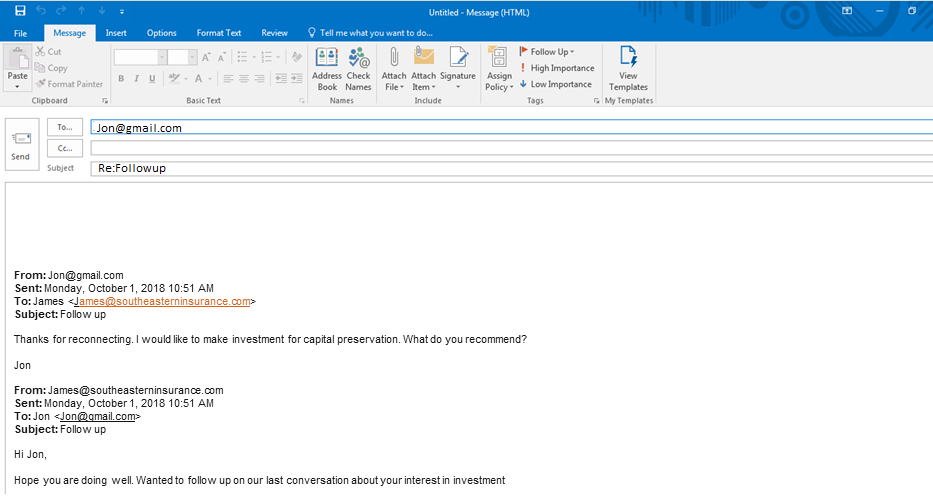 Untitled - Message (HTML)
File Message Insert Options Format Text Review Tell me what you want to do...
Paste
Cut
Copy
Format Painter
Clipboard
B I U A
Basic Text
Address Book
Check Names
Names
Attach File
Attach Item
Signature
Include
Assign Policy
Follow Up
High Importance
Low Importance
Tags
View Templates
My Templates
Send
To... Jon@gmail.com
Cc...
Subject Re:Followup
From: Jon@gmail.com
Sent: Monday, October 1, 2018 10:51 AM
To: James <James@southeasterninsurance.com>
Subject: Follow up
Thanks for reconnecting. I would like to make investment for capital preservation. What do you recommend?
Jon
From: James@southeasterninsurance.com
Sent: Monday, October 1, 2018 10:51 AM
To: Jon <Jon@gmail.com>
Subject: Follow up
Hi Jon,
Hope you are doing well. Wanted to follow up on our last conversation about your interest in investment